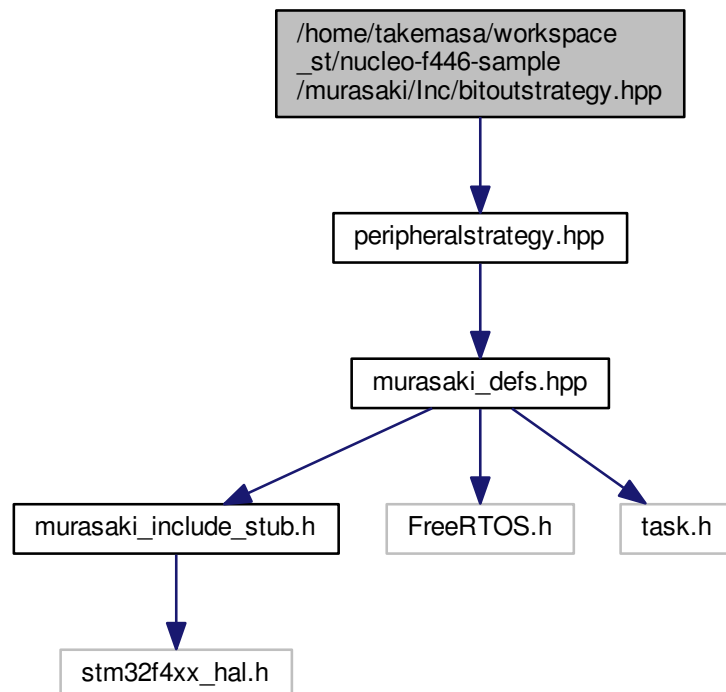 /home/takemasa/workspace
_st/nucleo-f446-sample
/murasaki/Inc/bitoutstrategy.hpp
peripheralstrategy.hpp
murasaki_defs.hpp
murasaki_include_stub.h
FreeRTOS.h
task.h
stm32f4xx_hal.h